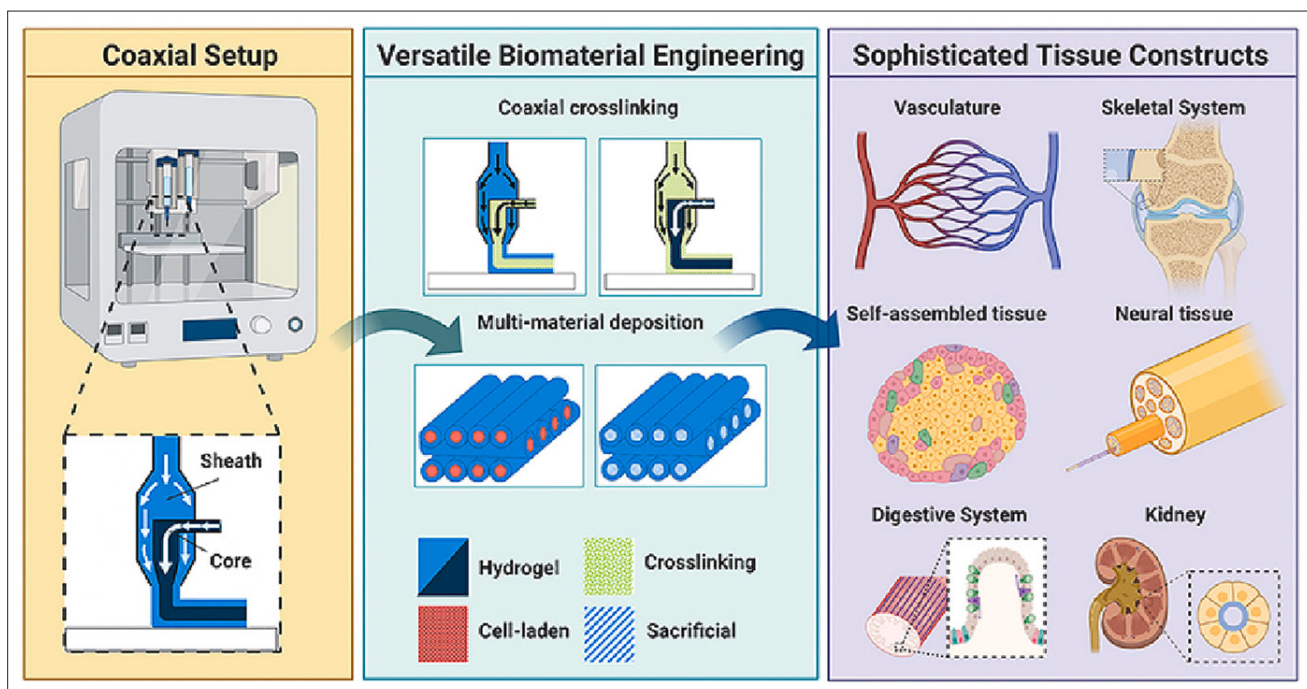 Coaxial Setup
Sheath
Core
Versatile Biomaterial Engineering
Coaxial crosslinking
Multi-material deposition
Hydrogel
Crosslinking
Cell-laden
Sacrificial
Sophisticated Tissue Constructs
Vasculature
Skeletal System
Self-assembled tissue
Neural tissue
Digestive System
Kidney